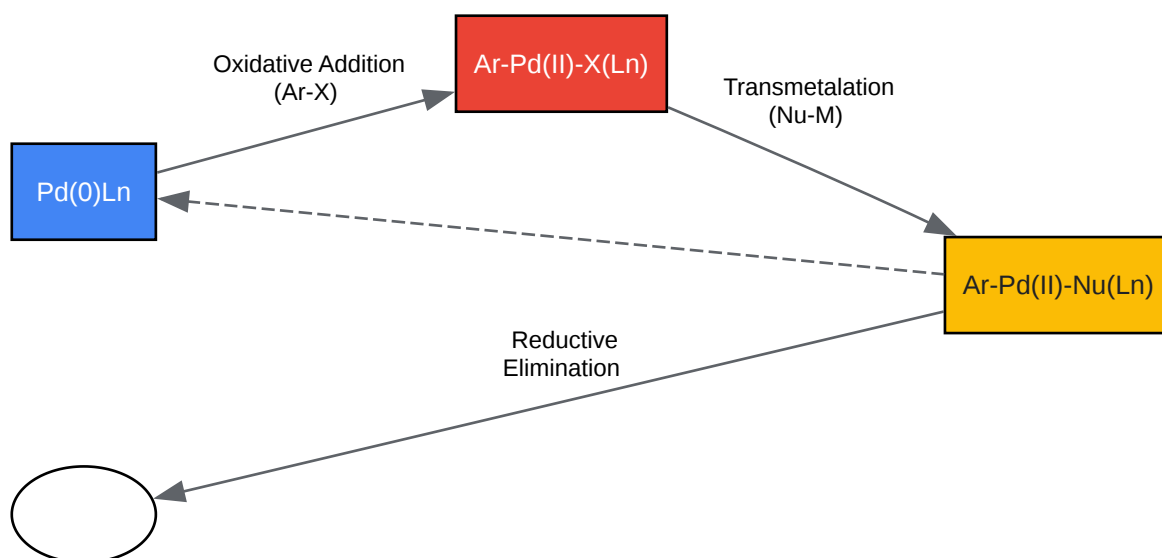 Oxidative Addition
(Ar-X)
Ar-Pd(II)-X(Ln)
Transmetalation
(Nu-M)
Pd(0)Ln
Ar-Pd(II)-Nu(Ln)
Reductive
Elimination